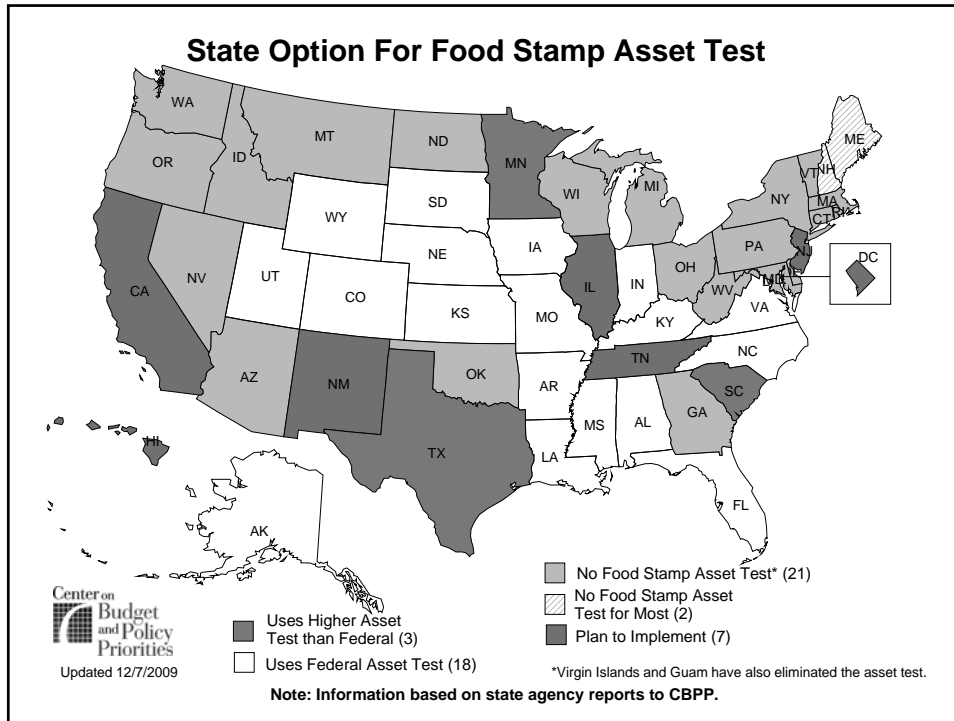 State Option For Food Stamp Asset Test
WA
MT
ND
MN
ME
OR
ID
WI
MI
VT
NH
NY
MA
CT
RI
SD
WY
IA
PA
NJ
NE
OH
DC
NV
UT
IL
IN
WV
MD
CA
CO
KS
MO
KY
VA
AZ
NM
OK
TN
NC
AR
SC
MS
AL
GA
HI
TX
LA
AK
FL
No Food Stamp Asset Test* (21)
No Food Stamp Asset
Test for Most (2)
Plan to Implement (7)
Center on
Budget
and Policy
Priorities
Updated 12/7/2009
Uses Higher Asset
Test than Federal (3)
Uses Federal Asset Test (18)
*Virgin Islands and Guam have also eliminated the asset test.
Note: Information based on state agency reports to CBPP.